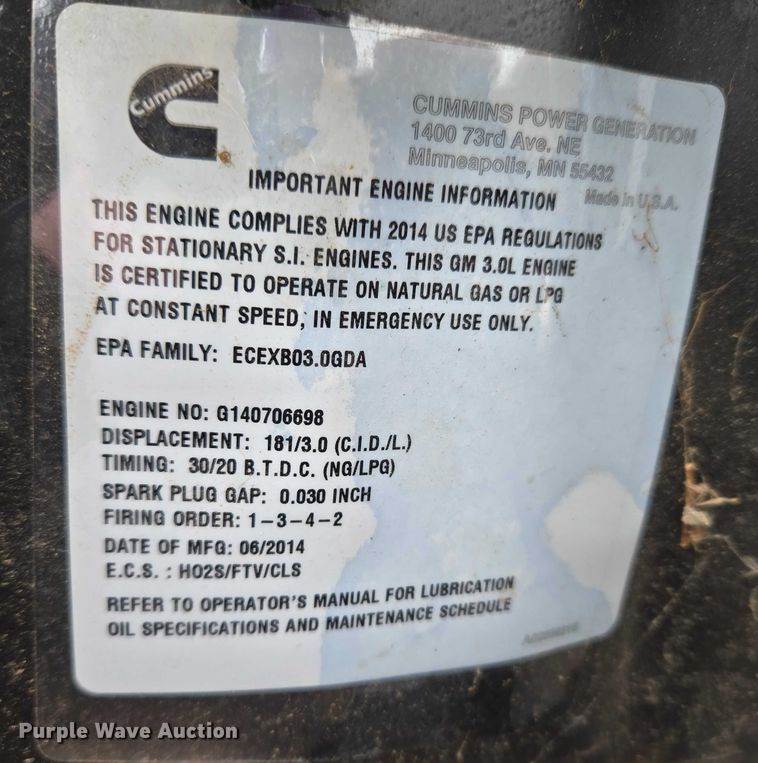 Cummins
CUMMINS POWER GENERATION
1400 73rd Ave. NE
Minneapolis, MN 55432
Made in U.S.A.
IMPORTANT ENGINE INFORMATION
THIS ENGINE COMPLIES WITH 2014 US EPA REGULATIONS
FOR STATIONARY S.I. ENGINES. THIS GM 3.0L ENGINE
IS CERTIFIED TO OPERATE ON NATURAL GAS OR LPG
AT CONSTANT SPEED, IN EMERGENCY USE ONLY.
EPA FAMILY: ECEXB03.0GDA
ENGINE NO: G140706698
DISPLACEMENT: 181/3.0 (C.I.D./L.)
TIMING: 30/20 B.T.D.C. (NG/LPG)
SPARK PLUG GAP: 0.030 INCH
FIRING ORDER: 1-3-4-2
DATE OF MFG: 06/2014
E.C.S. : HO2S/FTV/CLS
REFER TO OPERATOR'S MANUAL FOR LUBRICATION
OIL SPECIFICATIONS AND MAINTENANCE SCHEDULE
Purple Wave Auction